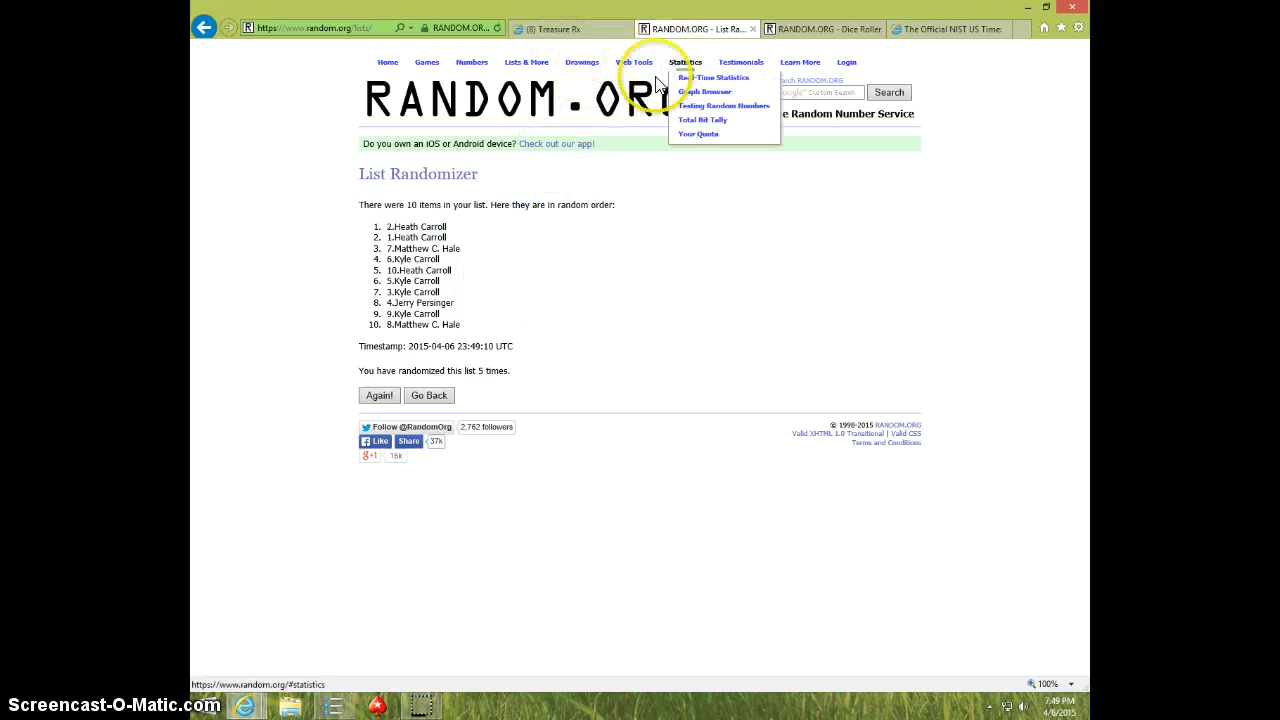 https://www.random.org/lists/
RANDOM.OR...
(8) Treasure Rx
RANDOM.ORG - List Ra...
RANDOM.ORG - Dice Roller
The Official NIST US Time:
Home Games Numbers Lists & More Drawings Web Tools Statistics Testimonials Learn More Login
Real-Time Statistics
Graph Browser
Testing Random Numbers
Total Bit Tally
Your Quota
RANDOM.OR
RANDOM.ORG
Custom Search
Search
Random Number Service
Do you own an iOS or Android device? Check out our app!
List Randomizer
There were 10 items in your list. Here they are in random order:
1. 2.Heath Carroll
2. 1.Heath Carroll
3. 7.Matthew C. Hale
4. 6.Kyle Carroll
5. 10.Heath Carroll
6. 5.Kyle Carroll
7. 3.Kyle Carroll
8. 4.Jerry Persinger
9. 9.Kyle Carroll
10. 8.Matthew C. Hale
Timestamp: 2015-04-06 23:49:10 UTC
You have randomized this list 5 times.
Again! Go Back
Follow @RandomOrg 2,762 followers
Like Share 37k
g+1 16k
© 1998-2015 RANDOM.ORG
Valid XHTML 1.0 Transitional | Valid CSS
Terms and Conditions
https://www.random.org/#statistics
100%
7:49 PM
4/6/2015
Screencast-O-Matic.com